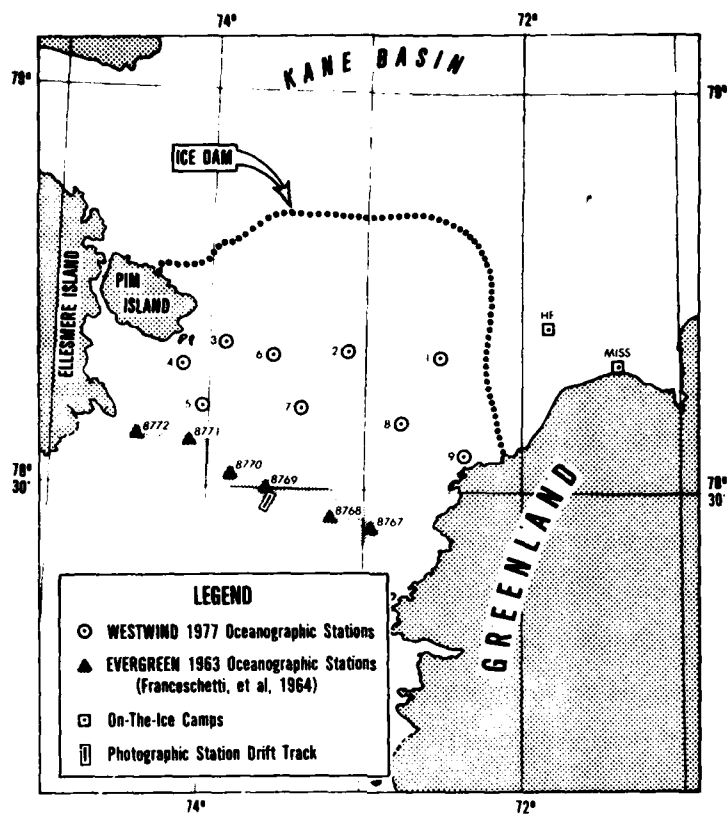 74°
72°
KANE BASIN
79°
79°
ICE DAM
ELLESMERE ISLAND
PIM
ISLAND
HF
MISS
3
6
2
1
4
5
7
8
9
8772
8771
8770
8769
8768
8767
78°
30'
78°
30'
GREENLAND
LEGEND
WESTWIND 1977 Oceanographic Stations
EVERGREEN 1963 Oceanographic Stations
(Franceschetti, et al, 1964)
On-The-Ice Camps
Photographic Station Drift Track
74°
72°